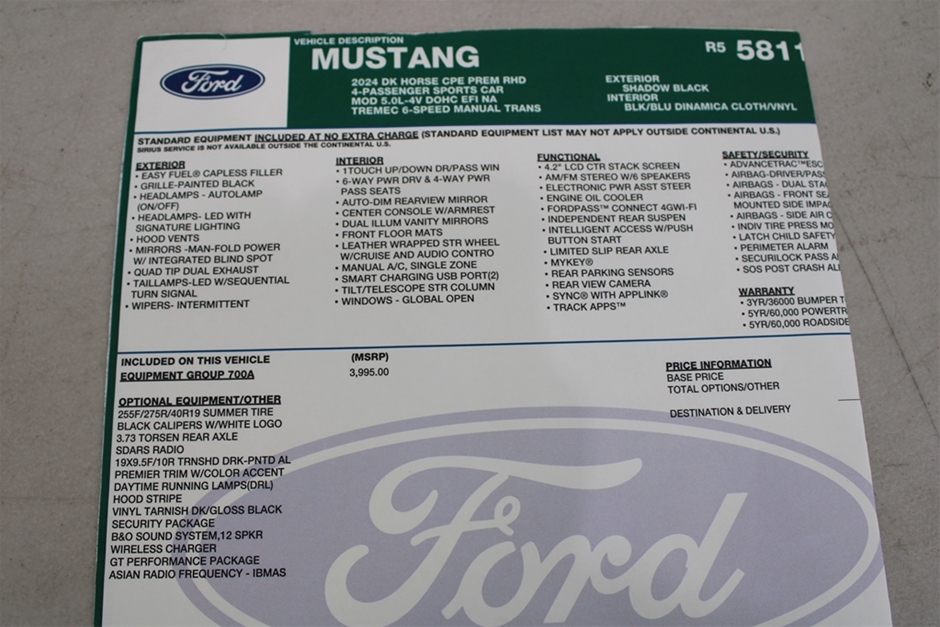 Ford
VEHICLE DESCRIPTION
MUSTANG
2024 DK HORSE CPE PREM RHD
4-PASSENGER SPORTS CAR
MOD 5.0L-4V DOHC EFI NA
TREMEC 6-SPEED MANUAL TRANS
R5 5811
EXTERIOR
SHADOW BLACK
INTERIOR
BLK/BLU DINAMICA CLOTH/VNYL
STANDARD EQUIPMENT INCLUDED AT NO EXTRA CHARGE (STANDARD EQUIPMENT LIST MAY NOT APPLY OUTSIDE CONTINENTAL U.S.)
SIRIUS SERVICE IS NOT AVAILABLE OUTSIDE THE CONTINENTAL U.S.
EXTERIOR
• EASY FUEL® CAPLESS FILLER
• GRILLE-PAINTED BLACK
• HEADLAMPS - AUTOLAMP
(ON/OFF)
• HEADLAMPS- LED WITH
SIGNATURE LIGHTING
• HOOD VENTS
• MIRRORS -MAN-FOLD POWER
W/ INTEGRATED BLIND SPOT
• QUAD TIP DUAL EXHAUST
• TAILLAMPS-LED W/SEQUENTIAL
TURN SIGNAL
• WIPERS- INTERMITTENT
INTERIOR
• 1TOUCH UP/DOWN DR/PASS WIN
• 6-WAY PWR DRV & 4-WAY PWR
PASS SEATS
• AUTO-DIM REARVIEW MIRROR
• CENTER CONSOLE W/ARMREST
• DUAL ILLUM VANITY MIRRORS
• FRONT FLOOR MATS
• LEATHER WRAPPED STR WHEEL
W/CRUISE AND AUDIO CONTRO
• MANUAL A/C, SINGLE ZONE
• SMART CHARGING USB PORT(2)
• TILT/TELESCOPE STR COLUMN
• WINDOWS - GLOBAL OPEN
FUNCTIONAL
• 4.2" LCD CTR STACK SCREEN
• AM/FM STEREO W/6 SPEAKERS
• ELECTRONIC PWR ASST STEER
• ENGINE OIL COOLER
• FORDPASS™ CONNECT 4GWI-FI
• INDEPENDENT REAR SUSPEN
• INTELLIGENT ACCESS W/PUSH
BUTTON START
• LIMITED SLIP REAR AXLE
• MYKEY®
• REAR PARKING SENSORS
• REAR VIEW CAMERA
• SYNC® WITH APPLINK®
• TRACK APPS™
SAFETY/SECURITY
• ADVANCETRAC™ESC
• AIRBAG-DRIVER/PASS
• AIRBAGS - DUAL STA
• AIRBAGS - FRONT SEA
MOUNTED SIDE IMPA
• AIRBAGS - SIDE AIR C
• INDIV TIRE PRESS MO
• LATCH CHILD SAFETY
• PERIMETER ALARM
• SECURILOCK PASS A
• SOS POST CRASH AL
WARRANTY
• 3YR/36000 BUMPER T
• 5YR/60,000 POWERTR
• 5YR/60,000 ROADSIDE
INCLUDED ON THIS VEHICLE (MSRP)
EQUIPMENT GROUP 700A 3,995.00
OPTIONAL EQUIPMENT/OTHER
255F/275R/40R19 SUMMER TIRE
BLACK CALIPERS W/WHITE LOGO
3.73 TORSEN REAR AXLE
SDARS RADIO
19X9.5F/10R TRNSHD DRK-PNTD AL
PREMIER TRIM W/COLOR ACCENT
DAYTIME RUNNING LAMPS(DRL)
HOOD STRIPE
VINYL TARNISH DK/GLOSS BLACK
SECURITY PACKAGE
B&O SOUND SYSTEM,12 SPKR
WIRELESS CHARGER
GT PERFORMANCE PACKAGE
ASIAN RADIO FREQUENCY - IBMAS
PRICE INFORMATION
BASE PRICE
TOTAL OPTIONS/OTHER
DESTINATION & DELIVERY
Ford